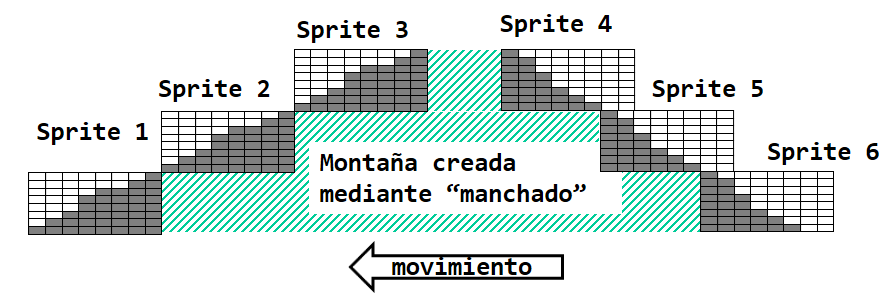 Sprite 3
Sprite 4
Sprite 2
Sprite 5
Sprite 1
Sprite 6
Montaña creada
mediante “manchado”
movimiento